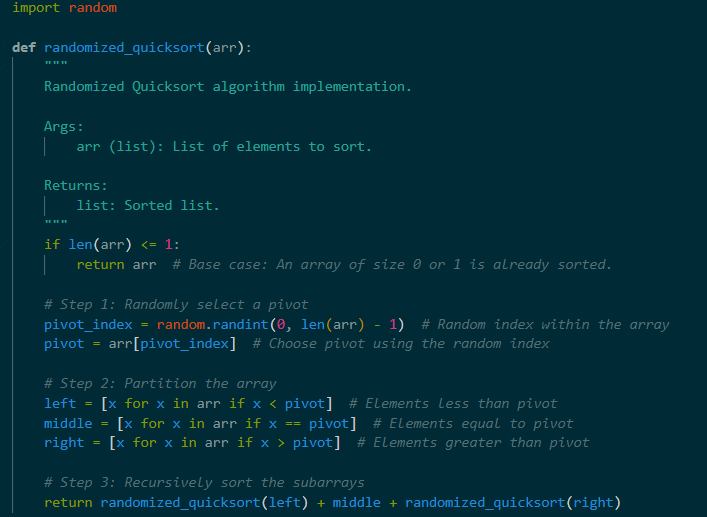 import random
def randomized_quicksort(arr):
"""
Randomized Quicksort algorithm implementation.
Args:
arr (list): List of elements to sort.
Returns:
list: Sorted list.
"""
if len(arr) <= 1:
return arr  # Base case: An array of size 0 or 1 is already sorted.
# Step 1: Randomly select a pivot
pivot_index = random.randint(0, len(arr) - 1)  # Random index within the array
pivot = arr[pivot_index]  # Choose pivot using the random index
# Step 2: Partition the array
left = [x for x in arr if x < pivot]  # Elements less than pivot
middle = [x for x in arr if x == pivot]  # Elements equal to pivot
right = [x for x in arr if x > pivot]  # Elements greater than pivot
# Step 3: Recursively sort the subarrays
return randomized_quicksort(left) + middle + randomized_quicksort(right)